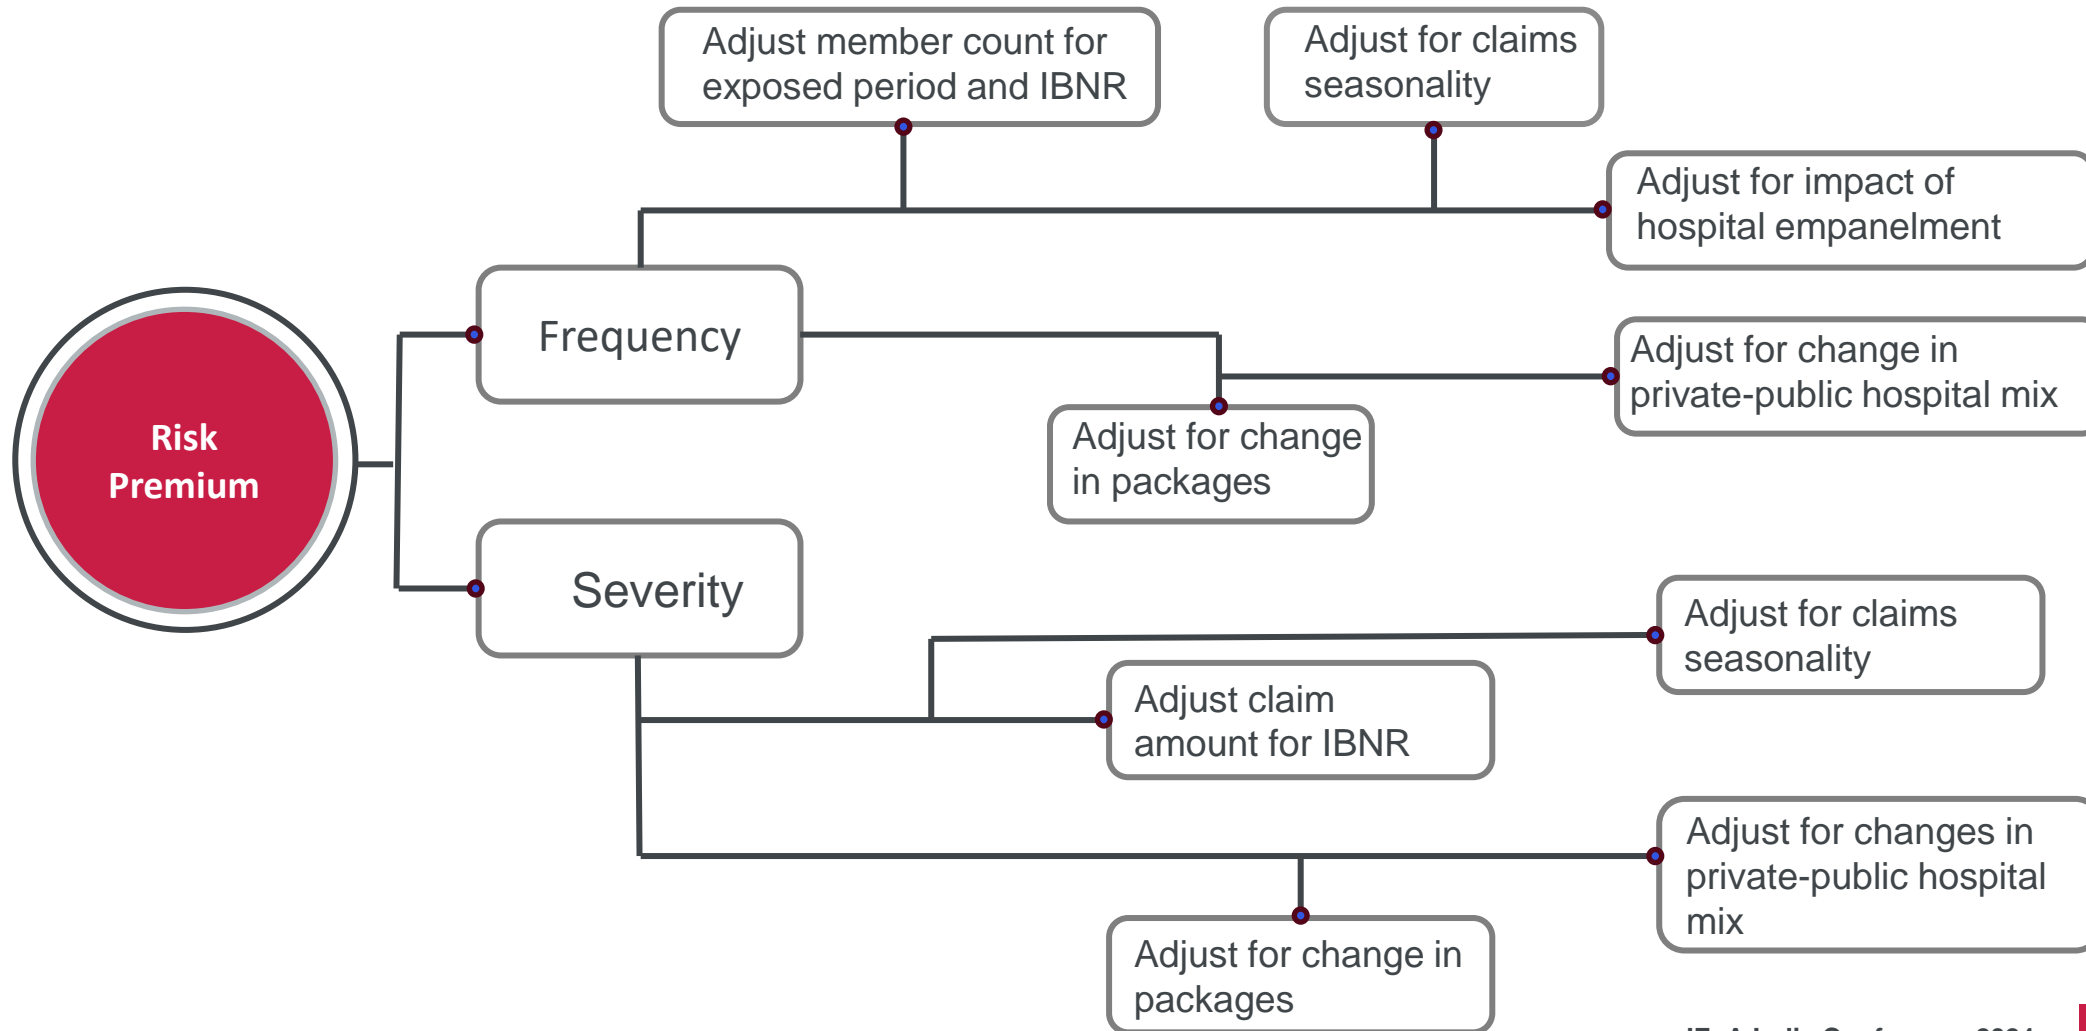 Adjust member count for
exposed period and IBNR
Adjust for claims
seasonality
Adjust for impact of
hospital empanelment
Frequency
Adjust for change in
private-public hospital mix
Adjust for change
in packages
Risk
Premium
Severity
Adjust for claims
seasonality
Adjust claim
amount for IBNR
Adjust for changes in
private-public hospital
mix
Adjust for change in
packages